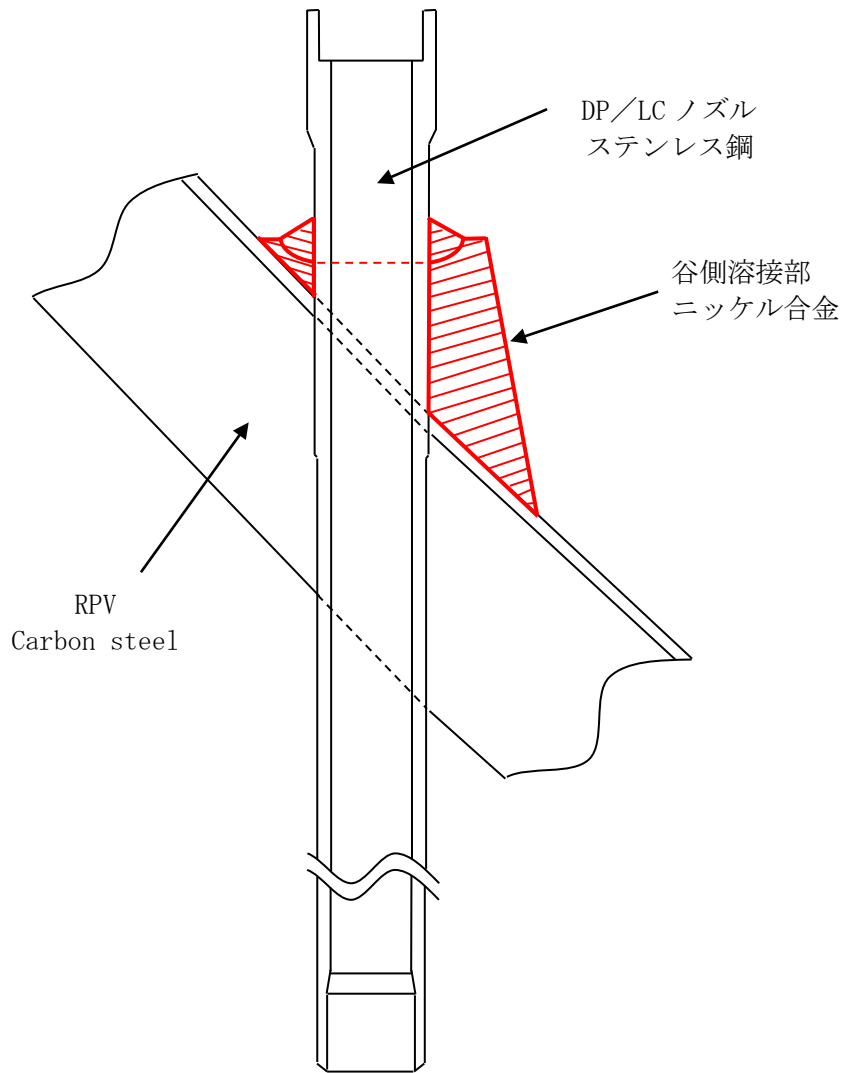 DP／LC ノズル
ステンレス鋼
谷側溶接部
ニッケル合金
RPV
Carbon steel